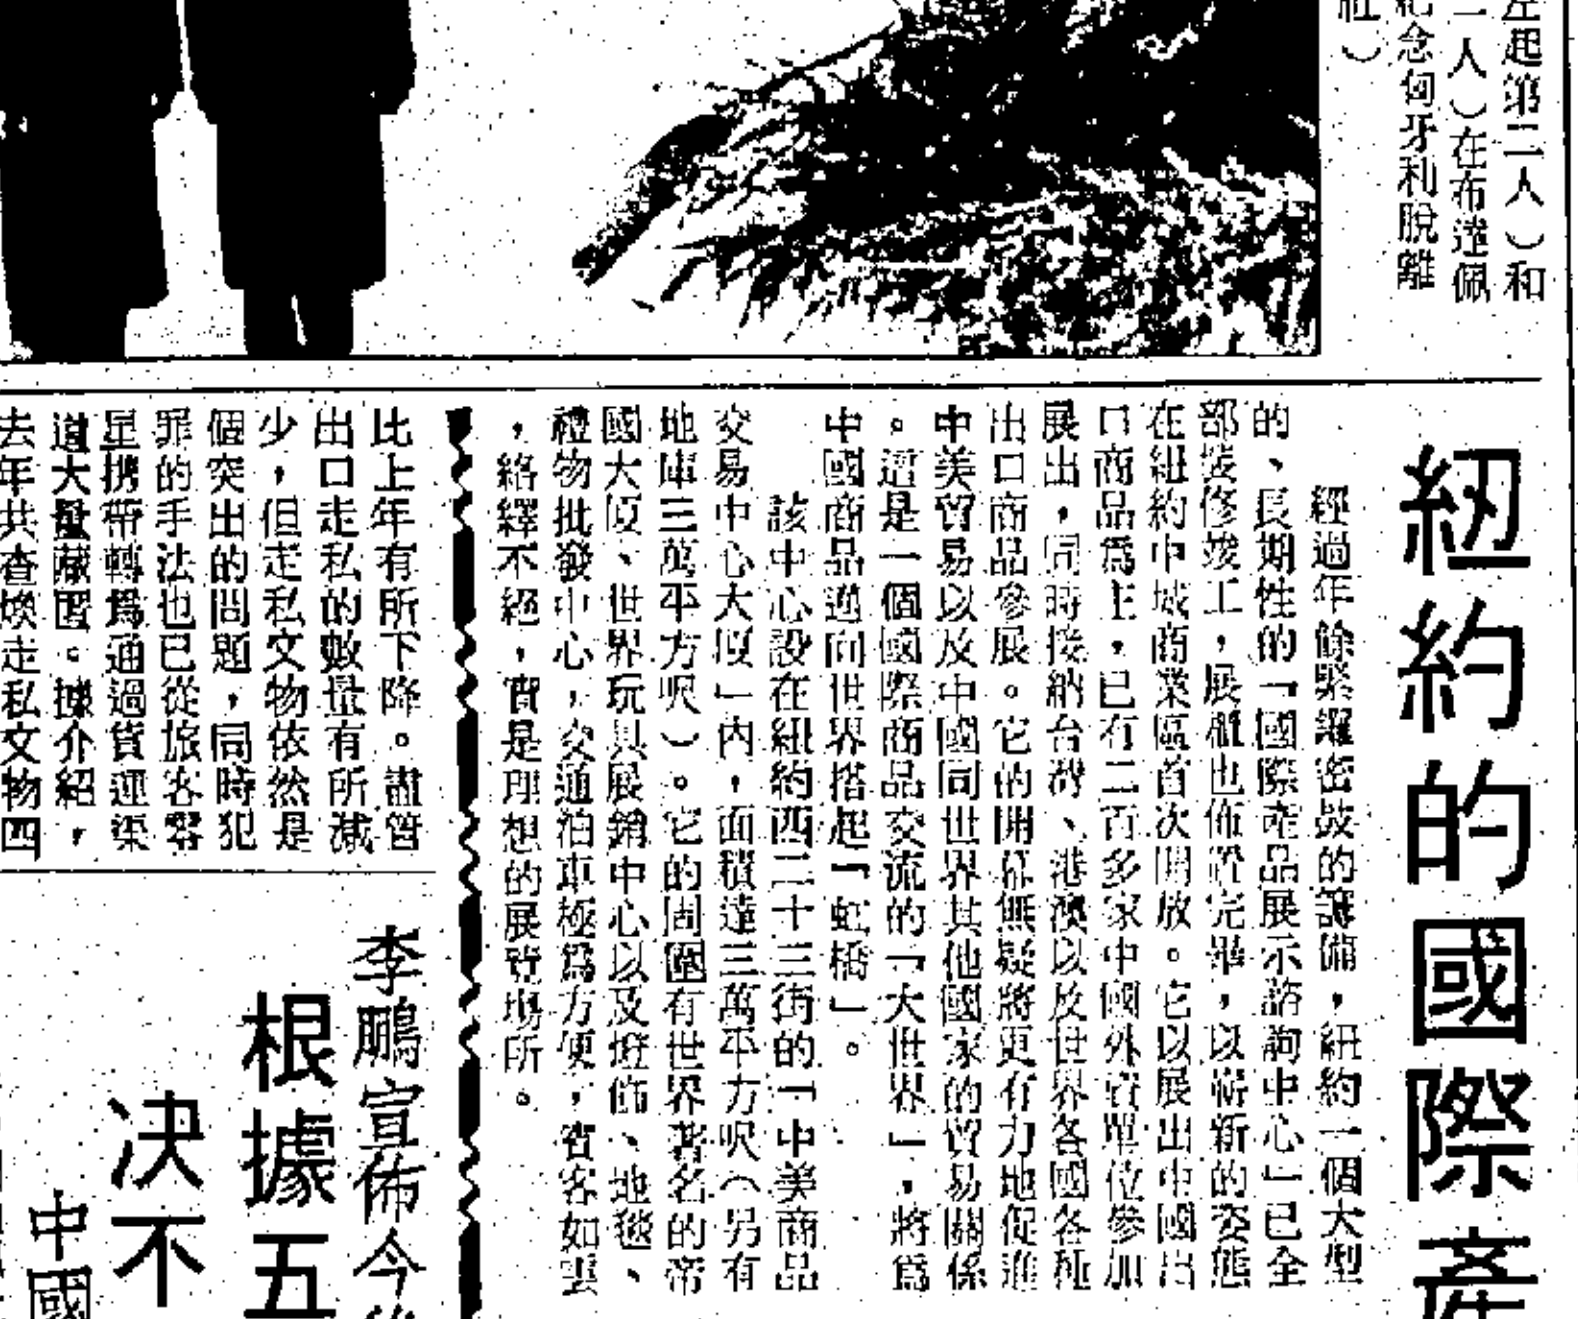 左起第二人）和
二人）在布達佩
紀念匈牙利脫離
社）
紐約的國際產
經過年餘緊鑼密鼓的籌備，紐約一個大型
的、長期性的「國際產品展示諮詢中心」已全
部裝修竣工，展櫃也佈置完畢，以嶄新的姿態
在紐約中城商業區首次開放。它以展出中國出
口商品爲主，已有二百多家中國外資單位參加
展出，同時接納台灣、港澳以及世界各國各種
出口商品參展。它的開幕無疑將更有力地促進
中美貿易以及中國同世界其他國家的貿易關係
。這是一個國際商品交流的「大世界」，將爲
中國商品邁向世界搭起「虹橋」。
該中心設在紐約西二十三街的「中美商品
交易中心大厦」內，面積達三萬平方呎（另有
地庫三萬平方呎）。它的周圍有世界著名的帝
國大厦、世界玩具展銷中心以及燈飾、地毯、
禮物批發中心，交通泊車極爲方便，賓客如雲
，絡繹不絕，實是理想的展覽場所。
比上年有所下降。盡管
出口走私的數量有所減
少，但走私文物依然是
個突出的問題，同時犯
罪的手法也已從旅客零
星携帶轉爲通過貨運渠
道大量藏匿。據介紹，
去年共查獲走私文物四
李鵬宣佈今後
根據五
决不
中國